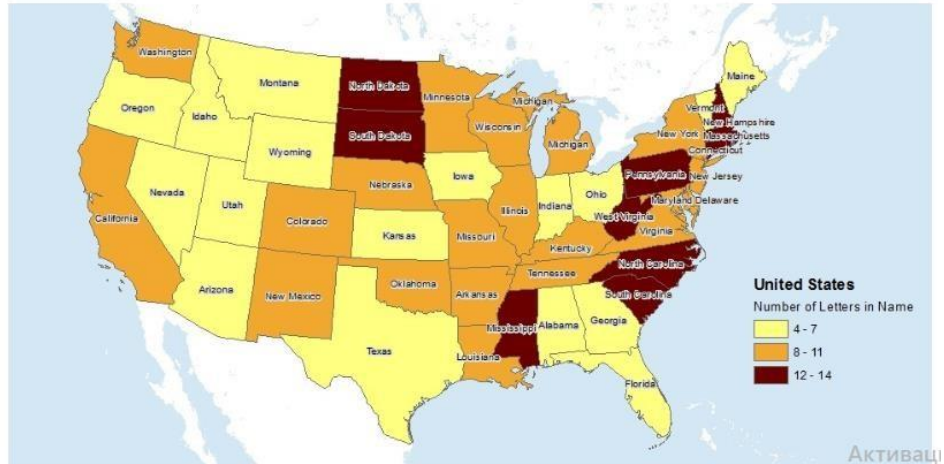 Washington
Montana
North Dakota
Minnesota
Michigan
Maine
Oregon
Idaho
South Dakota
Wisconsin
Michigan
Vermont
New Hampshire
New York
Massachusetts
Connecticut
Wyoming
Nebraska
Iowa
Pennsylvania
New Jersey
Nevada
Utah
Colorado
Illinois
Indiana
Ohio
Maryland
Delaware
California
Kansas
Missouri
West Virginia
Virginia
Kentucky
Arizona
New Mexico
Oklahoma
Arkansas
Tennessee
North Carolina
South Carolina
Texas
Louisiana
Mississippi
Alabama
Georgia
Florida
United States
Number of Letters in Name
4 - 7
8 - 11
12 - 14
Активаци